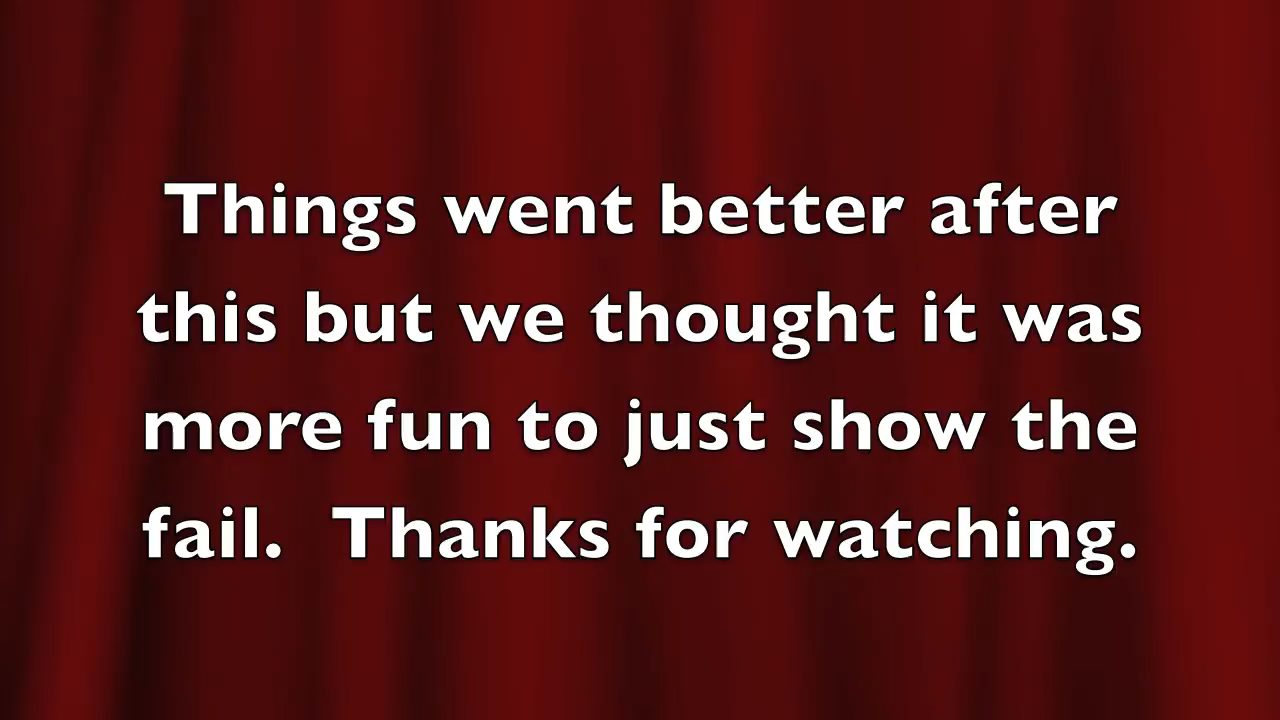 Things went better after
this but we thought it was
more fun to just show the
fail.  Thanks for watching.